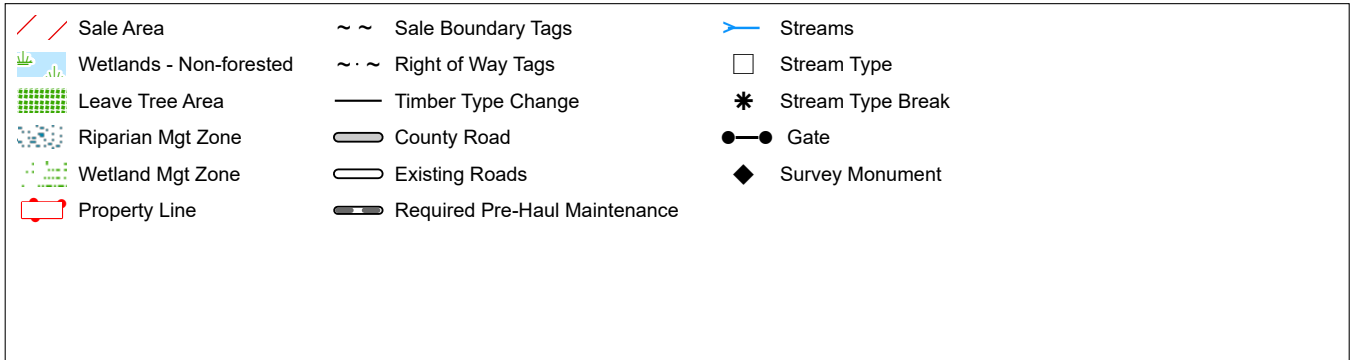 Sale Area
Wetlands - Non-forested
Leave Tree Area
Riparian Mgt Zone
Wetland Mgt Zone
Property Line
Sale Boundary Tags
Right of Way Tags
Timber Type Change
County Road
Existing Roads
Required Pre-Haul Maintenance
Streams
Stream Type
Stream Type Break
Gate
Survey Monument